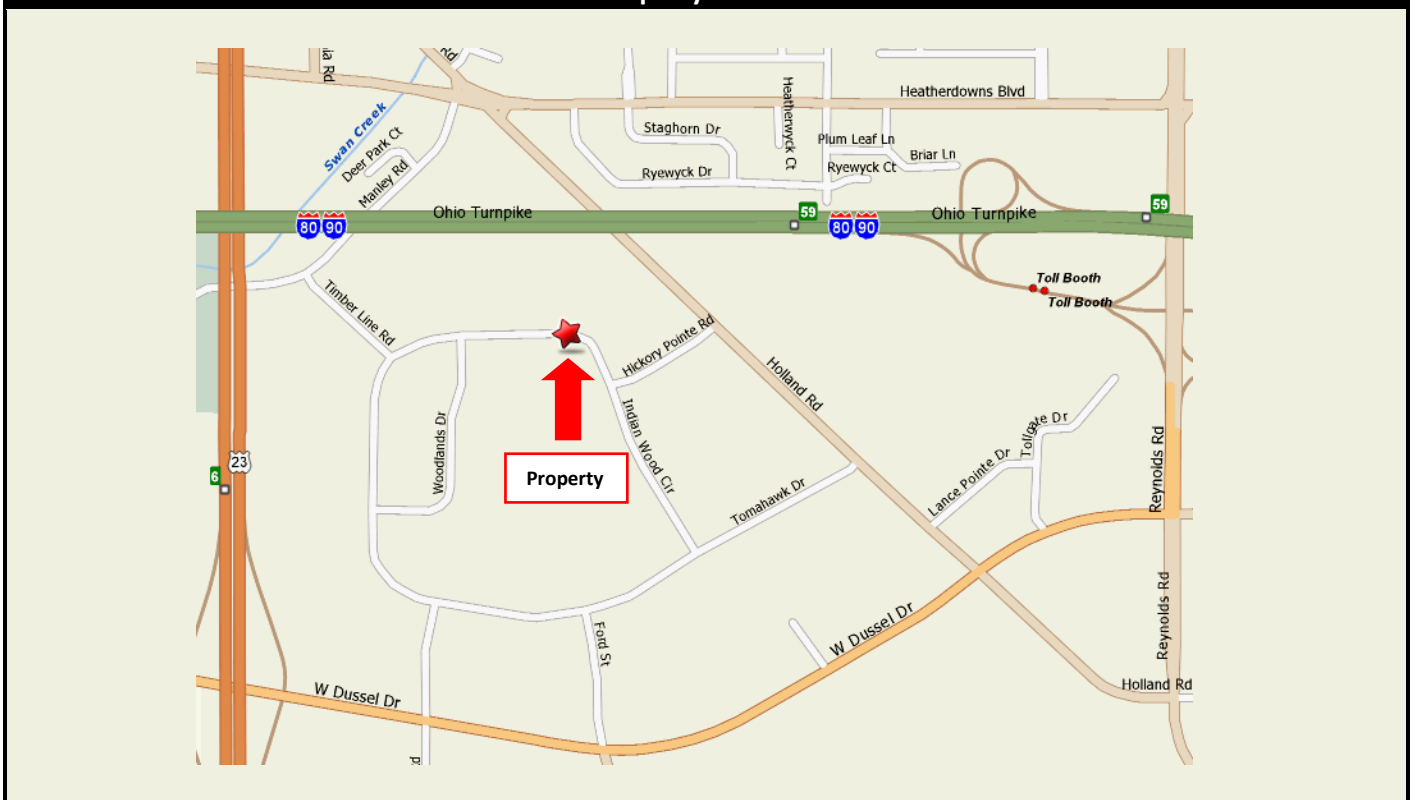 Rd
ia Rd
Heatherdowns Blvd
Swan Creek
Deer Park Ct
Manley Rd
Staghorn Dr
Heatherwyck Ct
Plum Leaf Ln
Briar Ln
Ryewyck Dr
Ryewyck Ct
80
90
Ohio Turnpike
59
80
90
Ohio Turnpike
59
Toll Booth
Toll Booth
Timber Line Rd
Hickory Pointe Rd
Holland Rd
Woodlands Dr
Indian Wood Cir
Tollgate Dr
Reynolds Rd
23
6
Property
Lance Pointe Dr
Tomahawk Dr
W Dussel Dr
Ford St
Reynolds Rd
W Dussel Dr
Holland Rd